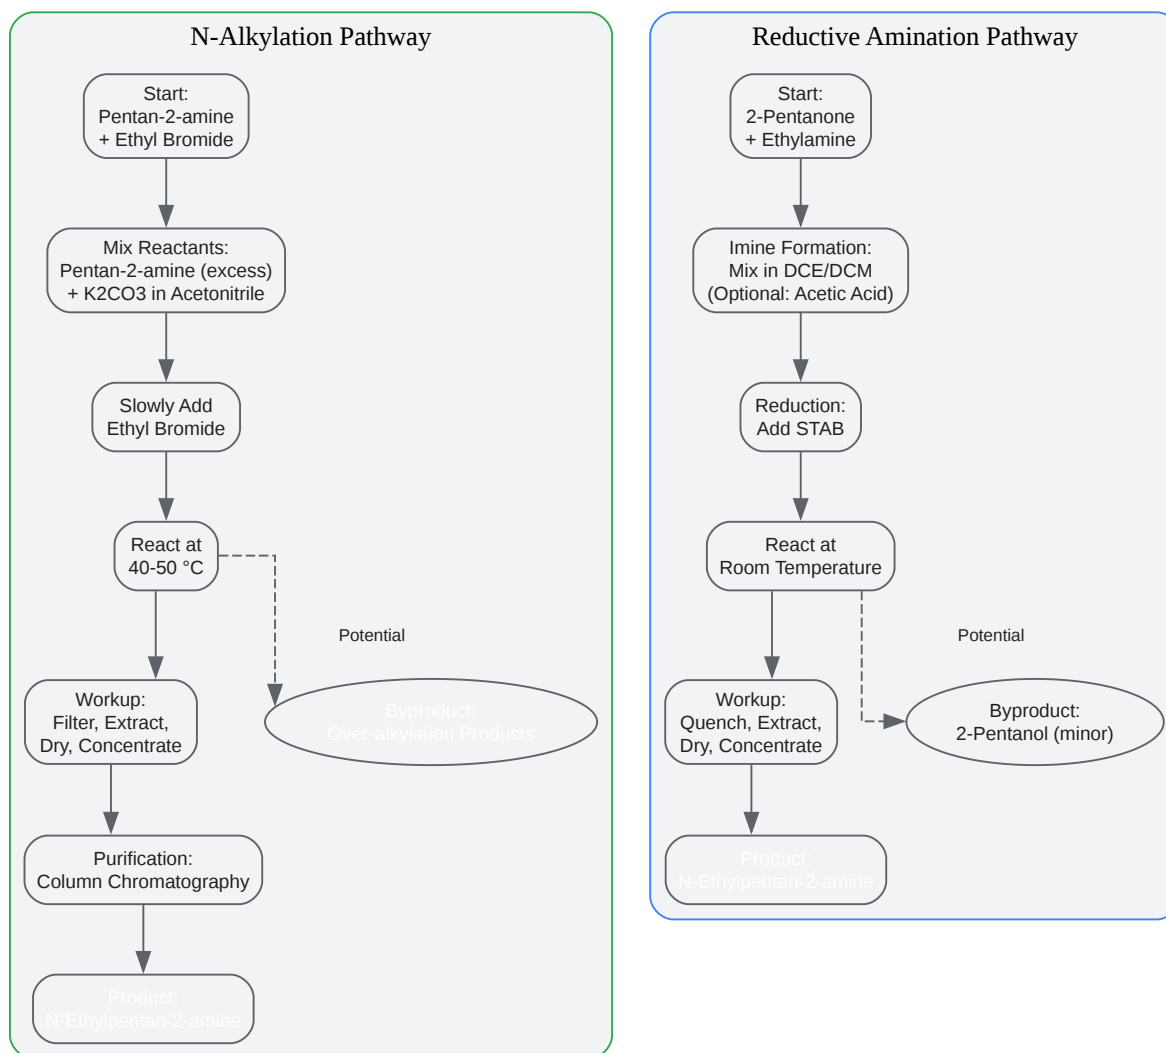 N-Alkylation Pathway
Start:
Pentan-2-amine
+ Ethyl Bromide
Mix Reactants:
Pentan-2-amine (excess)
+ K2CO3 in Acetonitrile
Slowly Add
Ethyl Bromide
React at
40-50 °C
Potential
Workup:
Filter, Extract,
Dry, Concentrate
Byproduct:
Over-alkylation Products
Purification:
Column Chromatography
Product:
N-Ethylpentan-2-amine
Reductive Amination Pathway
Start:
2-Pentanone
+ Ethylamine
Imine Formation:
Mix in DCE/DCM
(Optional: Acetic Acid)
Reduction:
Add STAB
React at
Room Temperature
Potential
Workup:
Quench, Extract,
Dry, Concentrate
Byproduct:
2-Pentanol (minor)
Product:
N-Ethylpentan-2-amine